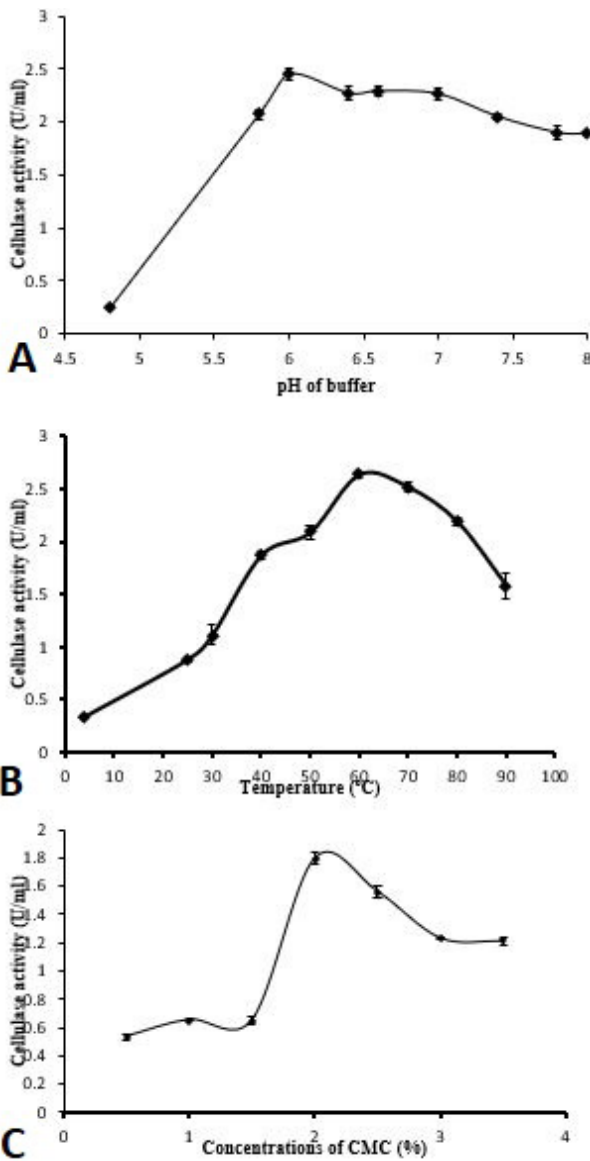 3
2.5
2
1.5
1
0.5
0
Cellulase activity (U/ml)
4.5 5 5.5 6 6.5 7 7.5 8
A
pH of buffer
3
2.5
2
1.5
1
0.5
0
Cellulase activity (U/ml)
0 10 20 30 40 50 60 70 80 90 100
B
Temperature (°C)
2
1.8
1.6
1.4
1.2
1
0.8
0.6
0.4
0.2
0
Cellulase activity (U/ml)
0 1 2 3 4
C
Concentrations of CMC (%)